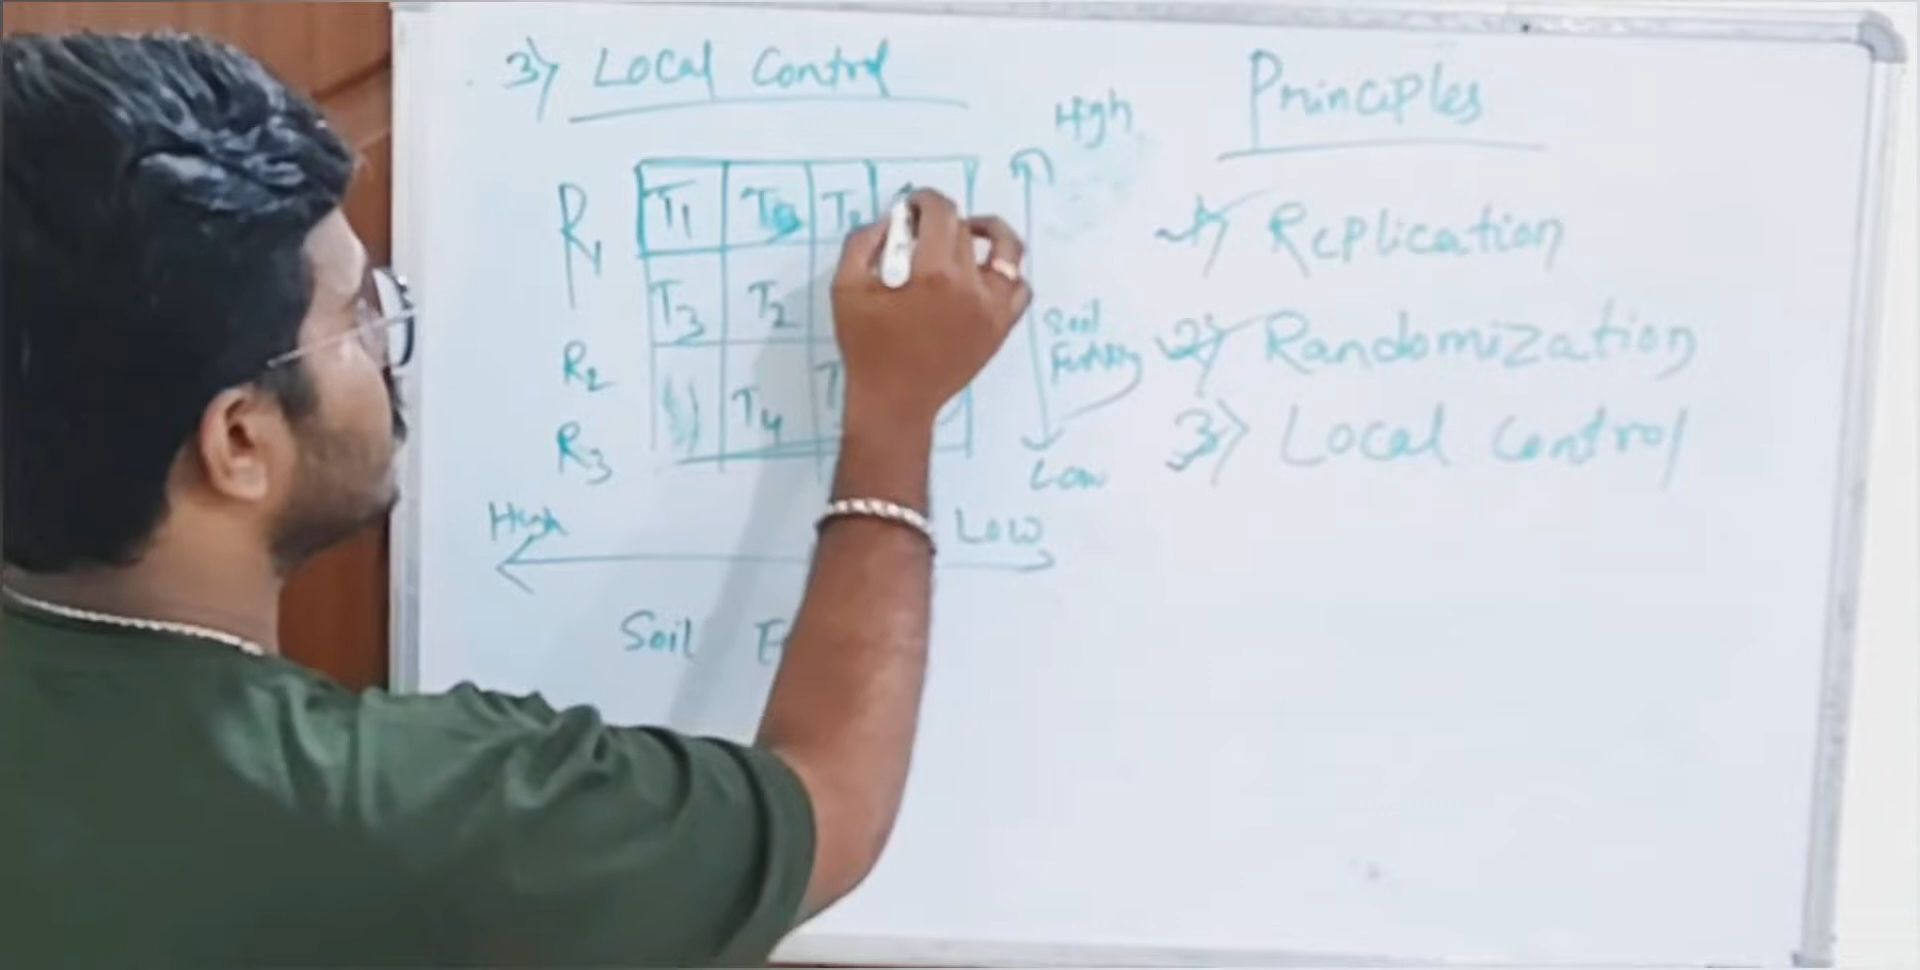 3) Local Control
High
R1 T1
T3 T2
R2
T4
R3
Soil
Low
High Low
Soil
Principles
1) Replication
2) Randomization
3) Local Control